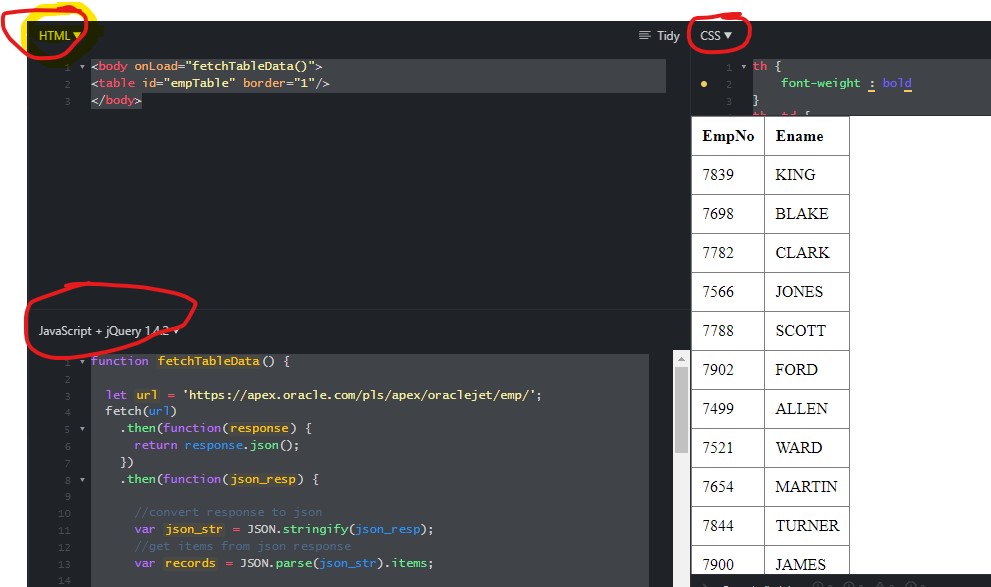 HTML ▼
Tidy
1 <body onLoad="fetchTableData()">
2 <table id="empTable" border="1"/>
3 </body>
CSS ▼
1 th {
2 font-weight : bold
3 }
EmpNo Ename
7839 KING
7698 BLAKE
7782 CLARK
7566 JONES
7788 SCOTT
7902 FORD
7499 ALLEN
7521 WARD
7654 MARTIN
7844 TURNER
7900 JAMES
JavaScript + jQuery 1.4.2 ▼
1 function fetchTableData() {
2
3 let url = 'https://apex.oracle.com/pls/apex/oraclejet/emp/';
4 fetch(url)
5 .then(function(response) {
6 return response.json();
7 })
8 .then(function(json_resp) {
9
10 //convert response to json
11 var json_str = JSON.stringify(json_resp);
12 //get items from json response
13 var records = JSON.parse(json_str).items;
14